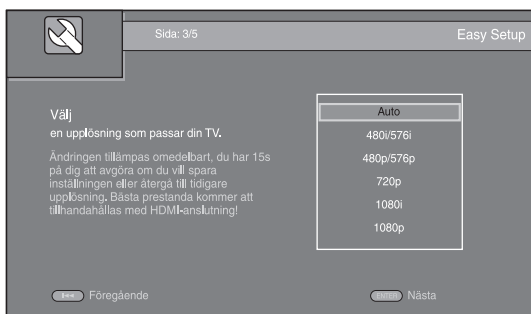 Sida: 3/5
Easy Setup
Välj
en upplösning som passar din TV.
Ändringen tillämpas omedelbart, du har 15s
på dig att avgöra om du vill spara
inställningen eller återgå till tidigare
upplösning. Bästa prestanda kommer att
tillhandahållas med HDMI-anslutning!
Auto
480i/576i
480p/576p
720p
1080i
1080p
Föregående
ENTER Nästa